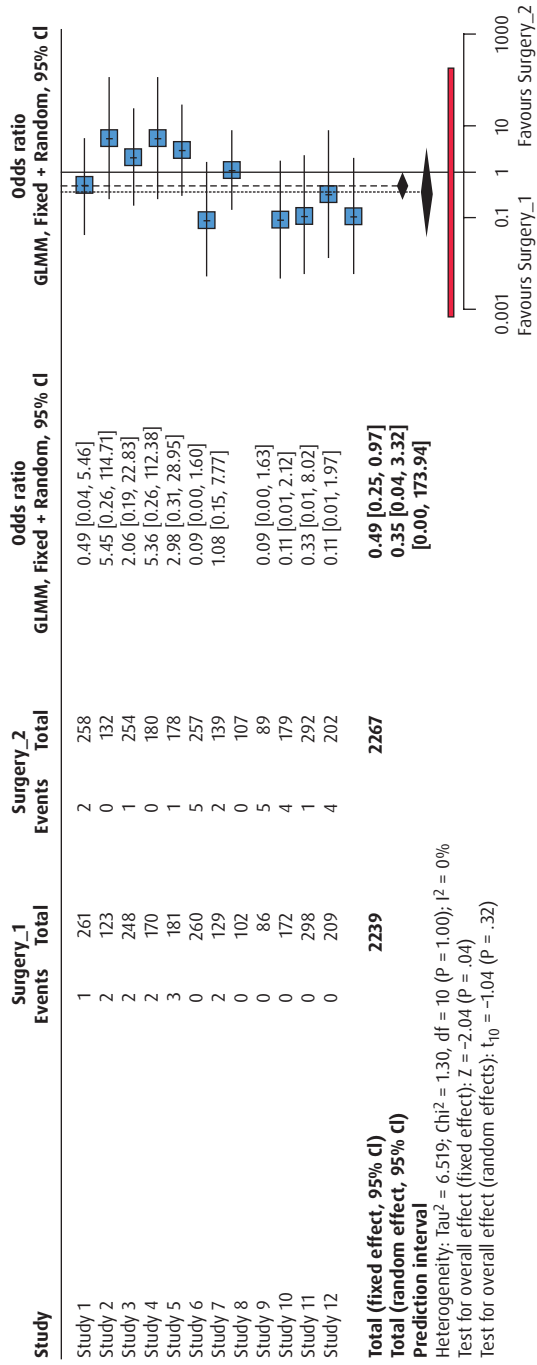 Surgery_1 Surgery_2 Odds ratio Odds ratio
Study Events Total Events Total GLMM, Fixed + Random, 95% CI GLMM, Fixed + Random, 95% CI
Study 1 1 261 2 258 0.49 [0.04, 5.46]
Study 2 2 123 0 132 5.45 [0.26, 114.71]
Study 3 2 248 1 254 2.06 [0.19, 22.83]
Study 4 2 170 0 180 5.36 [0.26, 112.38]
Study 5 3 181 1 178 2.98 [0.31, 28.95]
Study 6 0 260 5 257 0.09 [0.00, 1.60]
Study 7 2 129 2 139 1.08 [0.15, 7.77]
Study 8 0 102 0 107
Study 9 0 86 5 89 0.09 [0.00, 1.63]
Study 10 0 172 4 179 0.11 [0.01, 2.12]
Study 11 0 298 1 292 0.33 [0.01, 8.02]
Study 12 0 209 4 202 0.11 [0.01, 1.97]
Total (fixed effect, 95% CI) 2239 2267 0.49 [0.25, 0.97]
Total (random effect, 95% CI) 0.35 [0.04, 3.32]
Prediction interval [0.00, 173.94]
Heterogeneity: Tau² = 6.519; Chi² = 1.30, df = 10 (P = 1.00); I² = 0%
Test for overall effect (fixed effect): Z = −2.04 (P = .04)
Test for overall effect (random effects): t₁₀ = −1.04 (P = .32)
0.001 0.1 1 10 1000
Favours Surgery_1 Favours Surgery_2